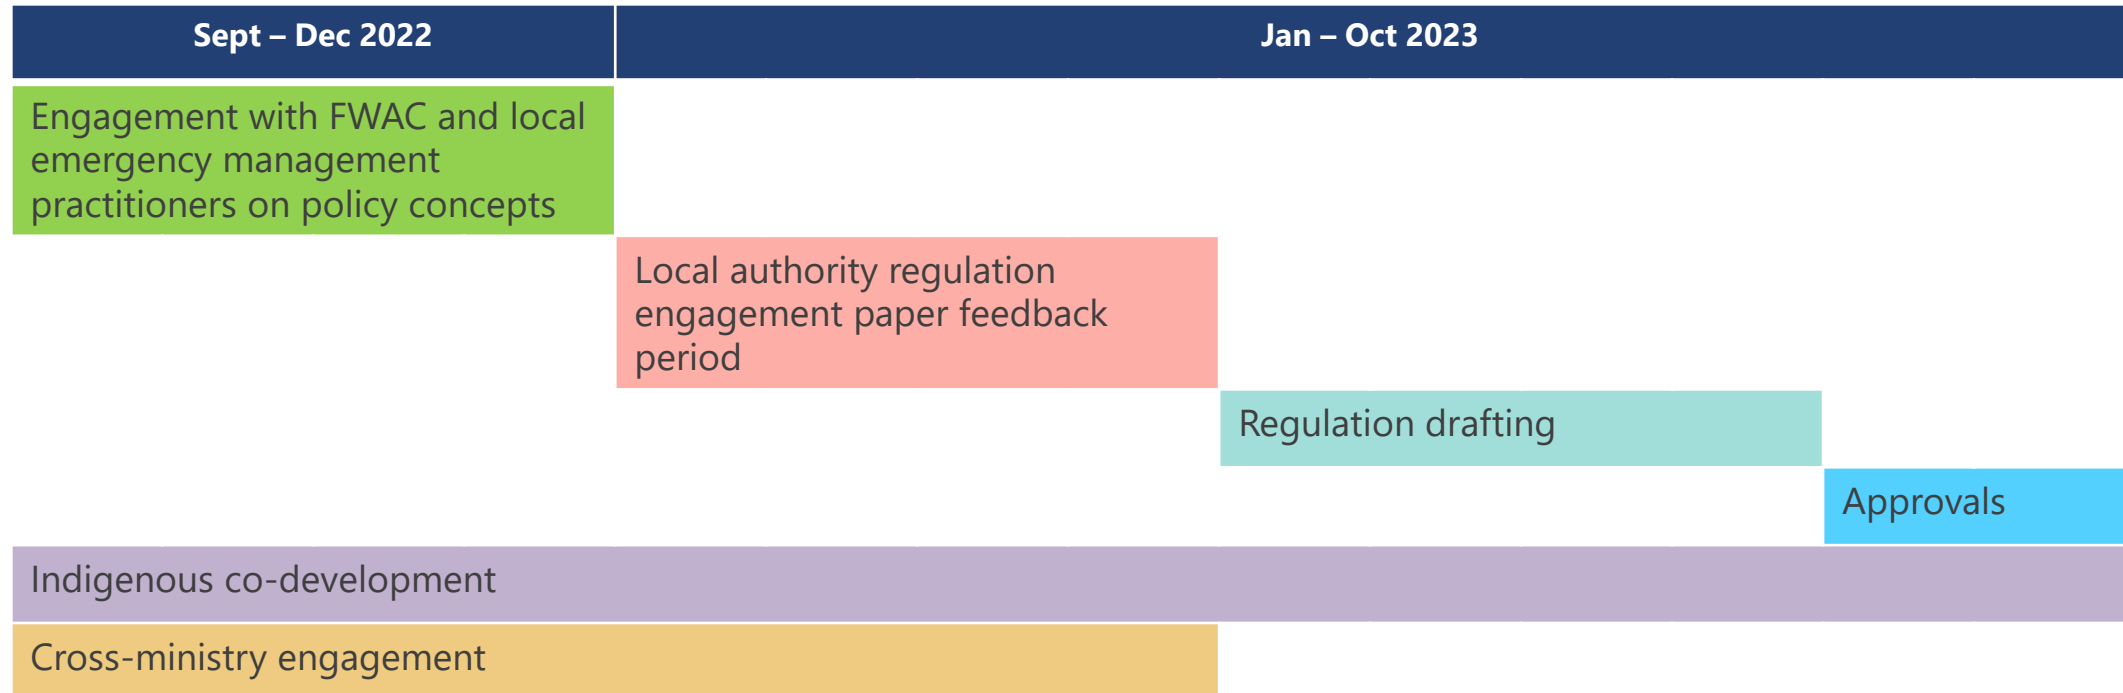 Sept – Dec 2022
Jan – Oct 2023
Engagement with FWAC and local
emergency management
practitioners on policy concepts
Local authority regulation
engagement paper feedback
period
Regulation drafting
Approvals
Indigenous co-development
Cross-ministry engagement